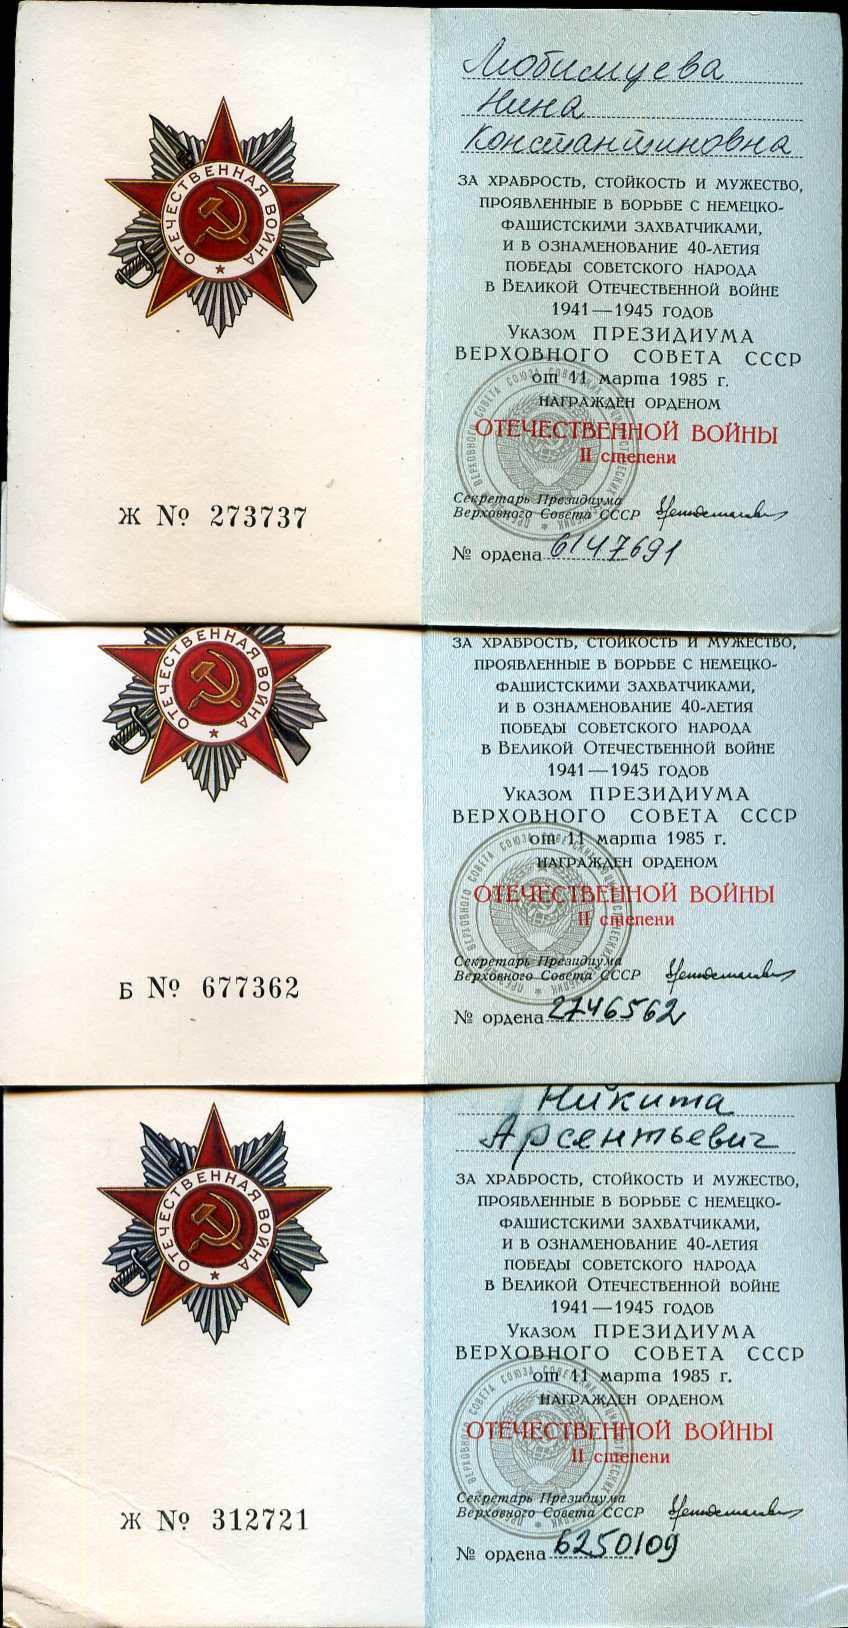 Любимцева
Нина
Константиновна
ОТЕЧЕСТВЕННАЯ ВОЙНА
ЗА ХРАБРОСТЬ, СТОЙКОСТЬ И МУЖЕСТВО,
ПРОЯВЛЕННЫЕ В БОРЬБЕ С НЕМЕЦКО-
ФАШИСТСКИМИ ЗАХВАТЧИКАМИ,
И В ОЗНАМЕНОВАНИЕ 40-ЛЕТИЯ
ПОБЕДЫ СОВЕТСКОГО НАРОДА
В ВЕЛИКОЙ ОТЕЧЕСТВЕННОЙ ВОЙНЕ
1941—1945 ГОДОВ
УКАЗОМ ПРЕЗИДИУМА
ВЕРХОВНОГО СОВЕТА СССР
от 11 марта 1985 г.
НАГРАЖДЕН ОРДЕНОМ
ОТЕЧЕСТВЕННОЙ ВОЙНЫ
II степени
Секретарь Президиума
Верховного Совета СССР
Ж № 273737
№ ордена 6147691
ОТЕЧЕСТВЕННАЯ ВОЙНА
ЗА ХРАБРОСТЬ, СТОЙКОСТЬ И МУЖЕСТВО,
ПРОЯВЛЕННЫЕ В БОРЬБЕ С НЕМЕЦКО-
ФАШИСТСКИМИ ЗАХВАТЧИКАМИ,
И В ОЗНАМЕНОВАНИЕ 40-ЛЕТИЯ
ПОБЕДЫ СОВЕТСКОГО НАРОДА
В ВЕЛИКОЙ ОТЕЧЕСТВЕННОЙ ВОЙНЕ
1941—1945 ГОДОВ
УКАЗОМ ПРЕЗИДИУМА
ВЕРХОВНОГО СОВЕТА СССР
от 11 марта 1985 г.
НАГРАЖДЕН ОРДЕНОМ
ОТЕЧЕСТВЕННОЙ ВОЙНЫ
II степени
Секретарь Президиума
Верховного Совета СССР
Б № 677362
№ ордена 2746562
Никита
Арсентьевич
ОТЕЧЕСТВЕННАЯ ВОЙНА
ЗА ХРАБРОСТЬ, СТОЙКОСТЬ И МУЖЕСТВО,
ПРОЯВЛЕННЫЕ В БОРЬБЕ С НЕМЕЦКО-
ФАШИСТСКИМИ ЗАХВАТЧИКАМИ,
И В ОЗНАМЕНОВАНИЕ 40-ЛЕТИЯ
ПОБЕДЫ СОВЕТСКОГО НАРОДА
В ВЕЛИКОЙ ОТЕЧЕСТВЕННОЙ ВОЙНЕ
1941—1945 ГОДОВ
УКАЗОМ ПРЕЗИДИУМА
ВЕРХОВНОГО СОВЕТА СССР
от 11 марта 1985 г.
НАГРАЖДЕН ОРДЕНОМ
ОТЕЧЕСТВЕННОЙ ВОЙНЫ
II степени
Секретарь Президиума
Верховного Совета СССР
Ж № 312721
№ ордена 6250109